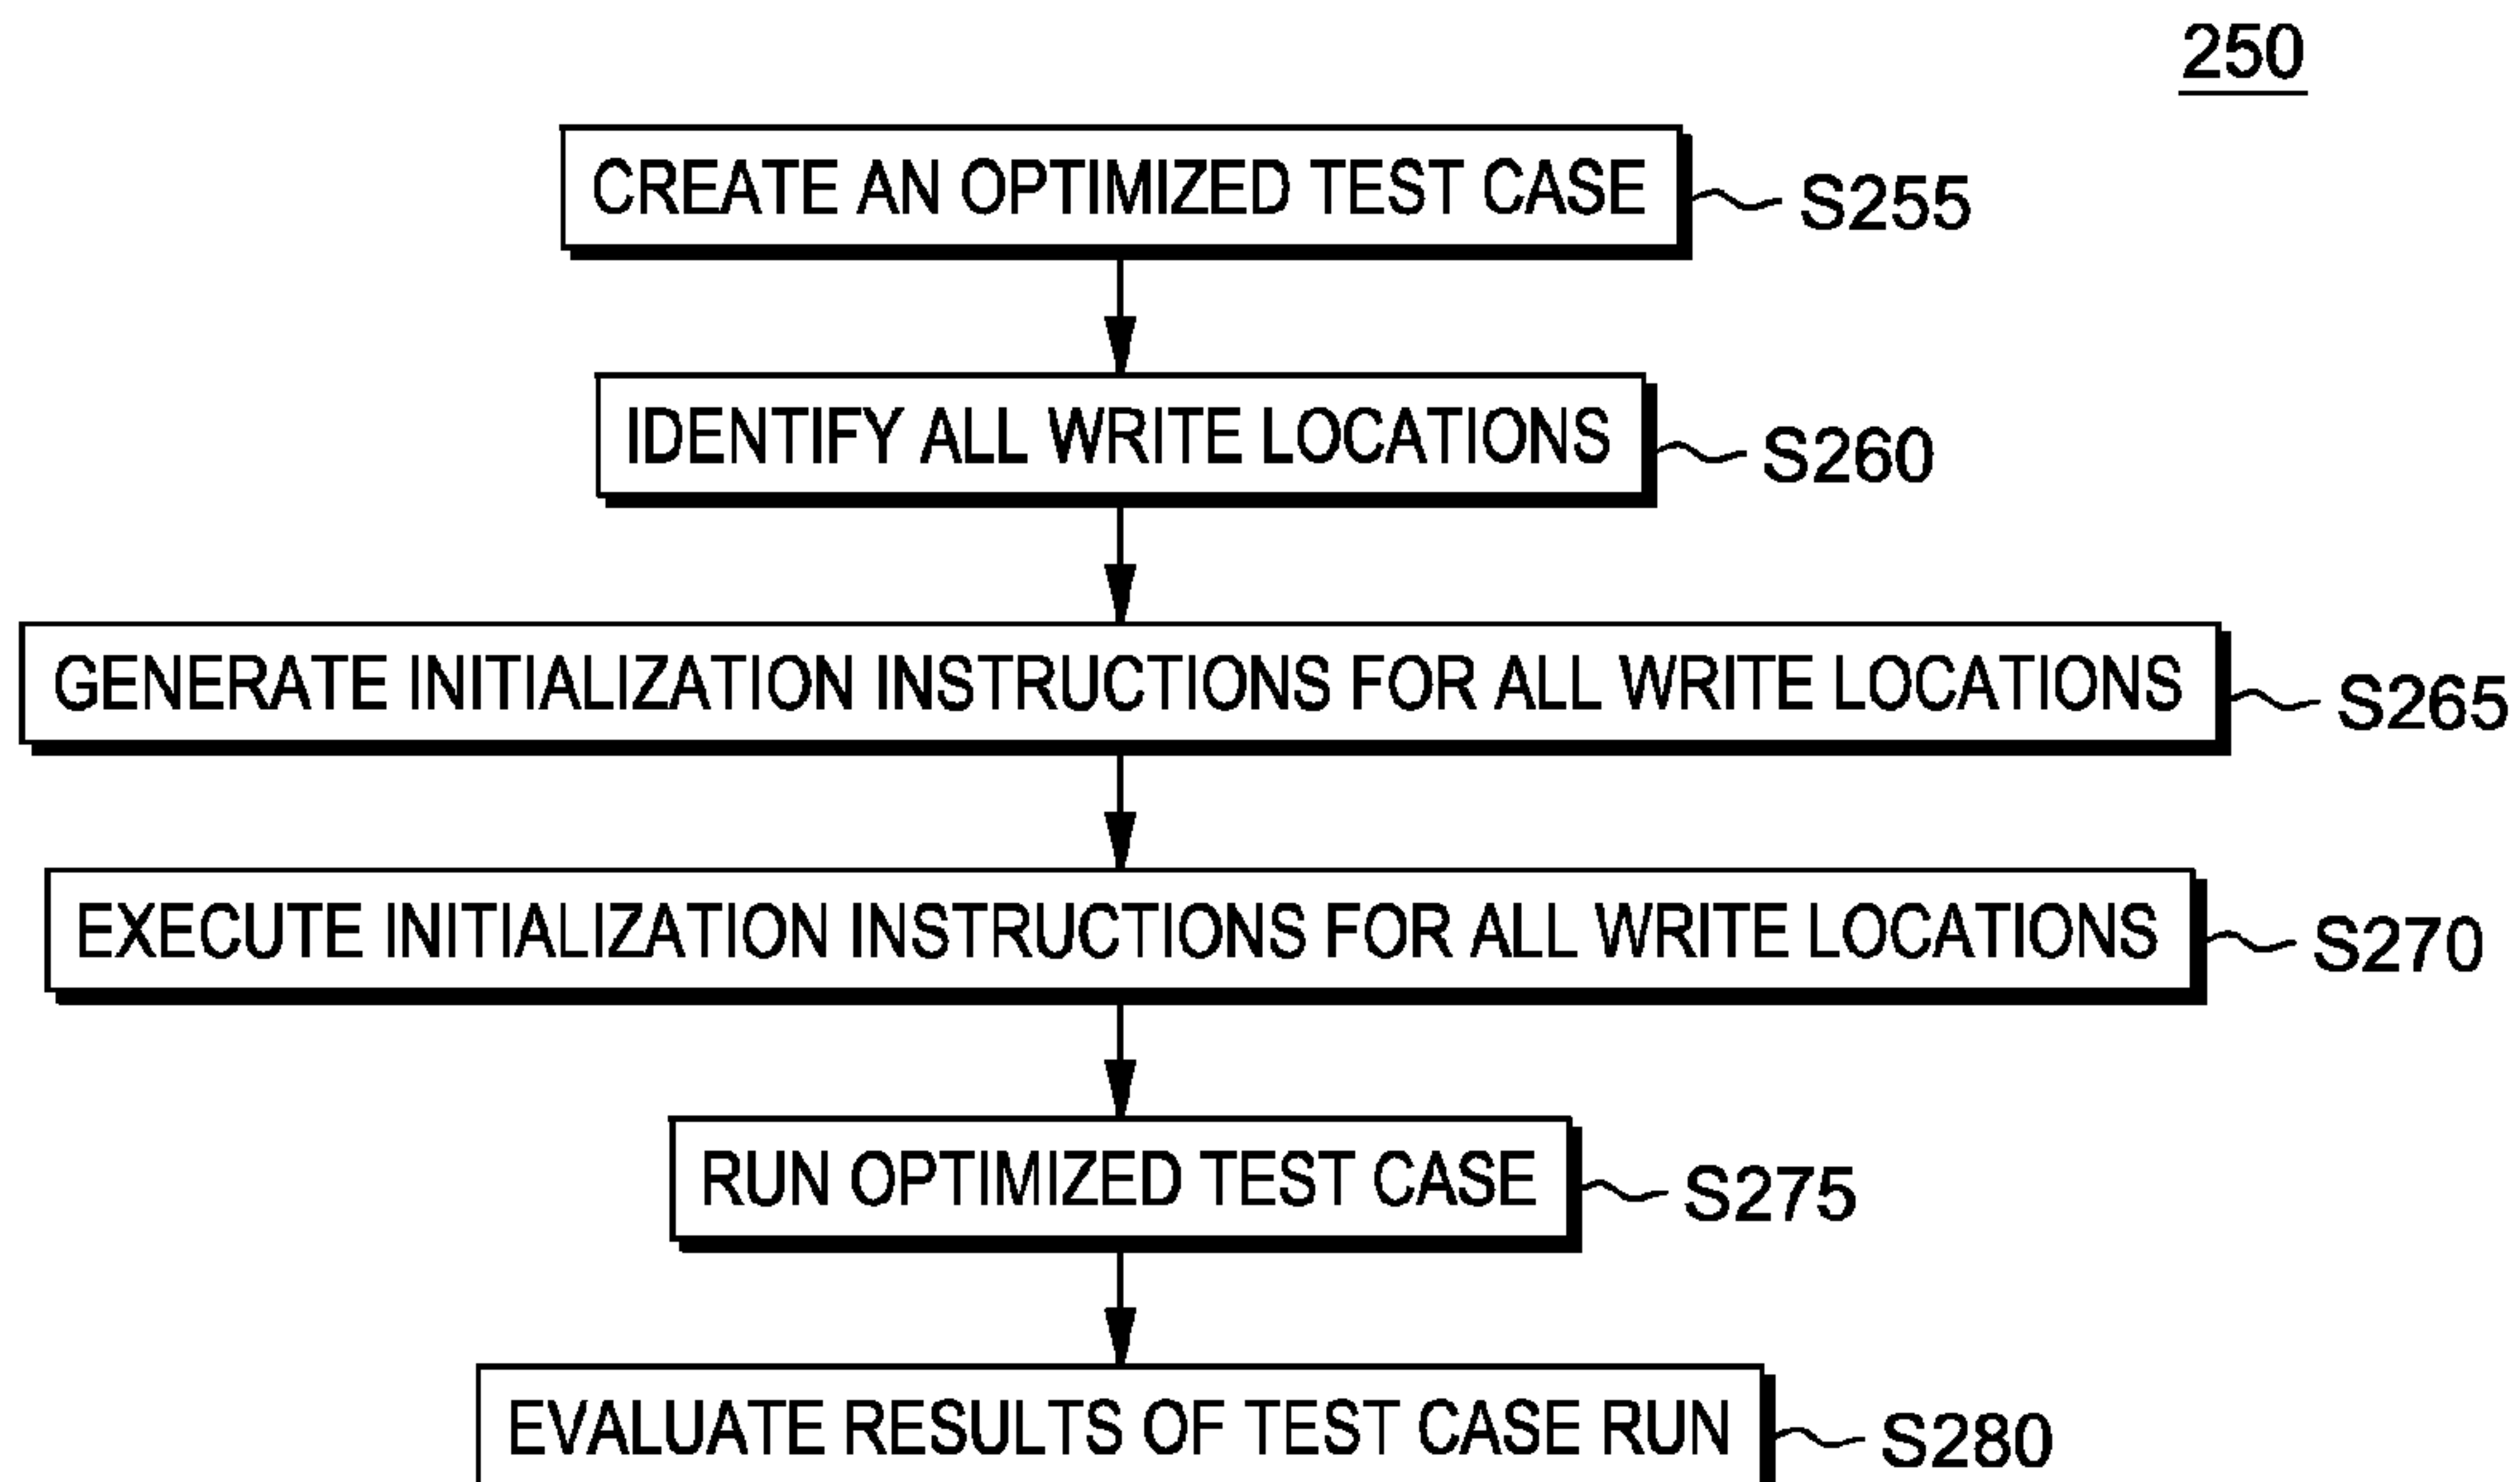 250
CREATE AN OPTIMIZED TEST CASE
S255
IDENTIFY ALL WRITE LOCATIONS
S260
GENERATE INITIALIZATION INSTRUCTIONS FOR ALL WRITE LOCATIONS
S265
EXECUTE INITIALIZATION INSTRUCTIONS FOR ALL WRITE LOCATIONS
S270
RUN OPTIMIZED TEST CASE
S275
EVALUATE RESULTS OF TEST CASE RUN
S280